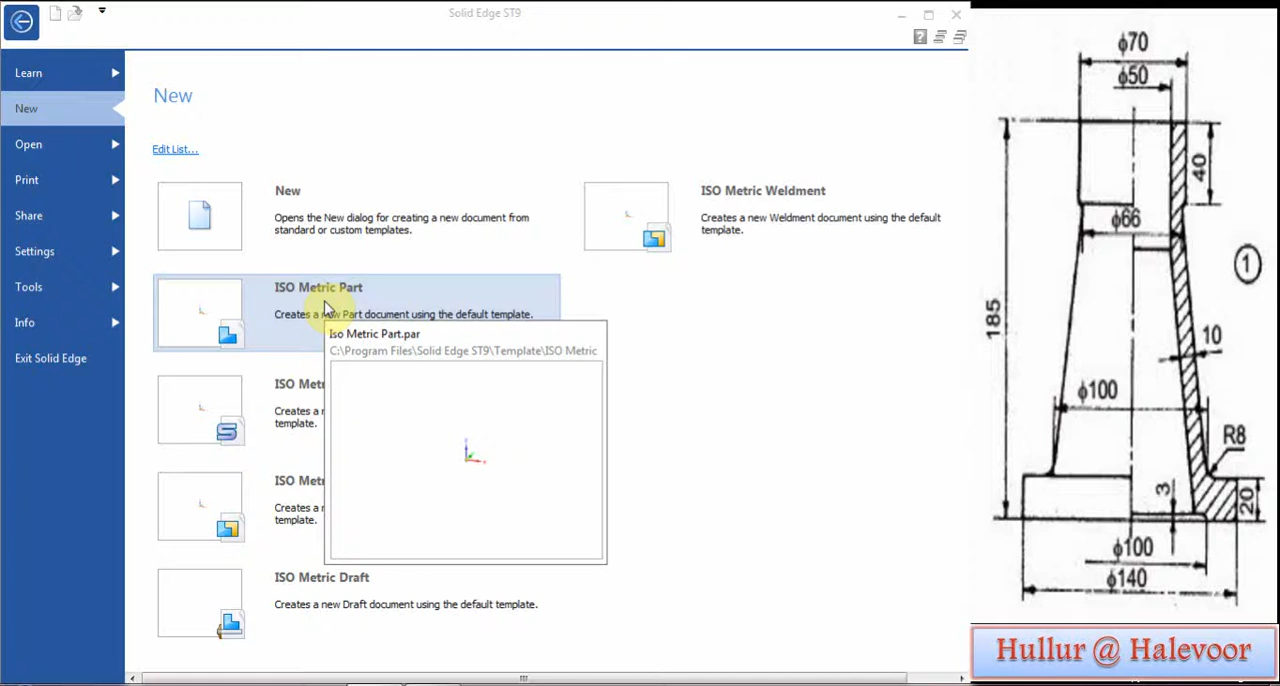 Solid Edge ST9
Learn
New
Open
Print
Share
Settings
Tools
Info
Exit Solid Edge
New
Edit List...
New
Opens the New dialog for creating a new document from
standard or custom templates.
ISO Metric Part
Creates a new Part document using the default template.
Iso Metric Part.par
C:\Program Files\Solid Edge ST9\Template\ISO Metric
ISO Met
Creates a
template.
ISO Met
Creates a
template.
ISO Metric Draft
Creates a new Draft document using the default template.
ISO Metric Weldment
Creates a new Weldment document using the default
template.
ϕ70
ϕ50
40
ϕ66
1
185
10
ϕ100
R8
3
20
ϕ100
ϕ140
Hullur @ Halevoor